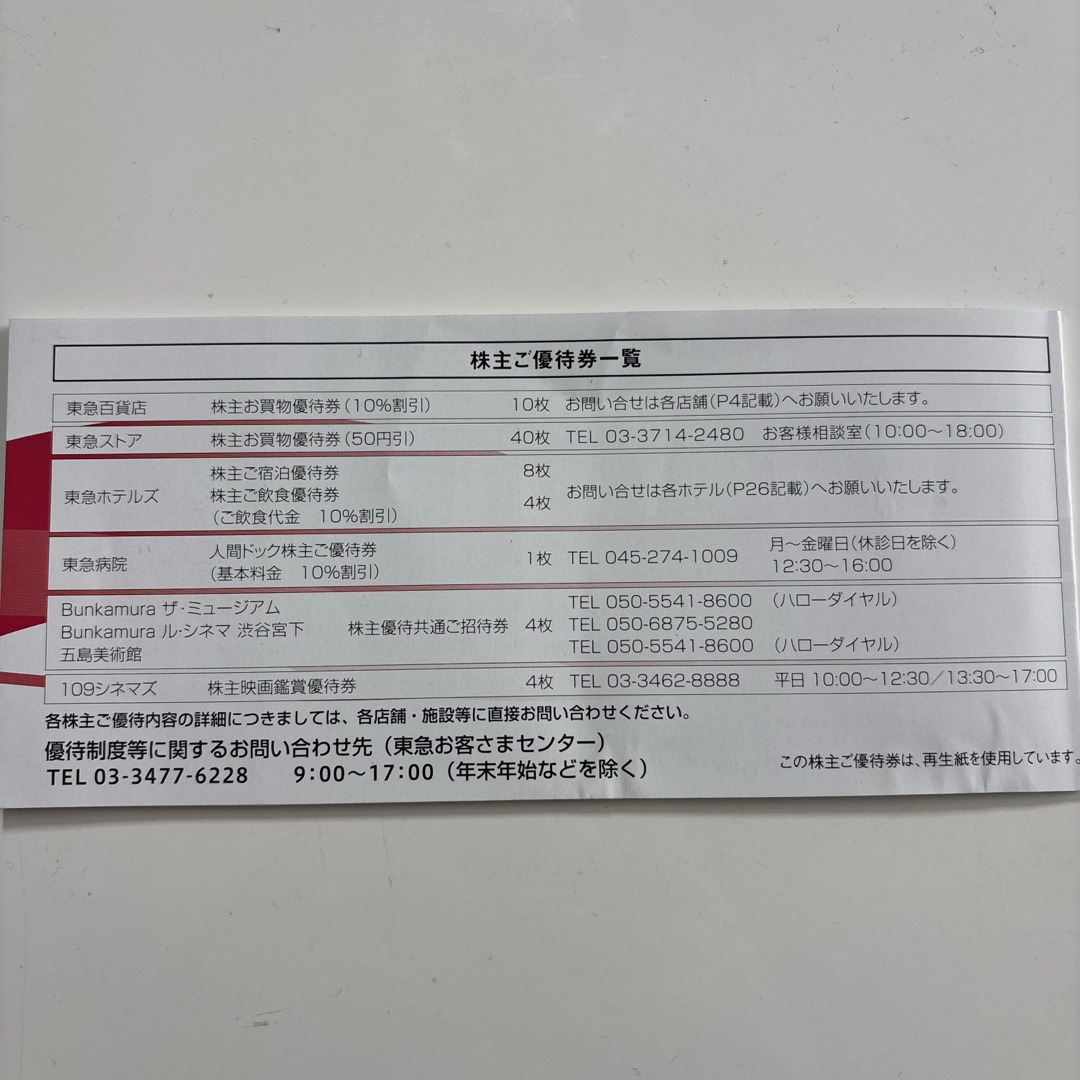 株主ご優待券一覧
東急百貨店 株主お買物優待券(10%割引) 10枚 お問い合せは各店舗(P4記載)へお願いいたします。
東急ストア 株主お買物優待券(50円引) 40枚 TEL 03-3714-2480 お客様相談室(10:00〜18:00)
東急ホテルズ 株主ご宿泊優待券 8枚
株主ご飲食優待券 4枚 お問い合せは各ホテル(P26記載)へお願いいたします。
(ご飲食代金 10%割引)
東急病院 人間ドック株主ご優待券 1枚 TEL 045-274-1009 月〜金曜日(休診日を除く)
(基本料金 10%割引) 12:30〜16:00
Bunkamura ザ・ミュージアム TEL 050-5541-8600 (ハローダイヤル)
Bunkamura ル・シネマ 渋谷宮下 株主優待共通ご招待券 4枚 TEL 050-6875-5280
五島美術館 TEL 050-5541-8600 (ハローダイヤル)
109シネマズ 株主映画鑑賞優待券 4枚 TEL 03-3462-8888 平日 10:00〜12:30/13:30〜17:00
各株主ご優待内容の詳細につきましては、各店舗・施設等に直接お問い合わせください。
優待制度等に関するお問い合わせ先(東急お客さまセンター)
TEL 03-3477-6228 9:00〜17:00(年末年始などを除く)
この株主ご優待券は、再生紙を使用しています。